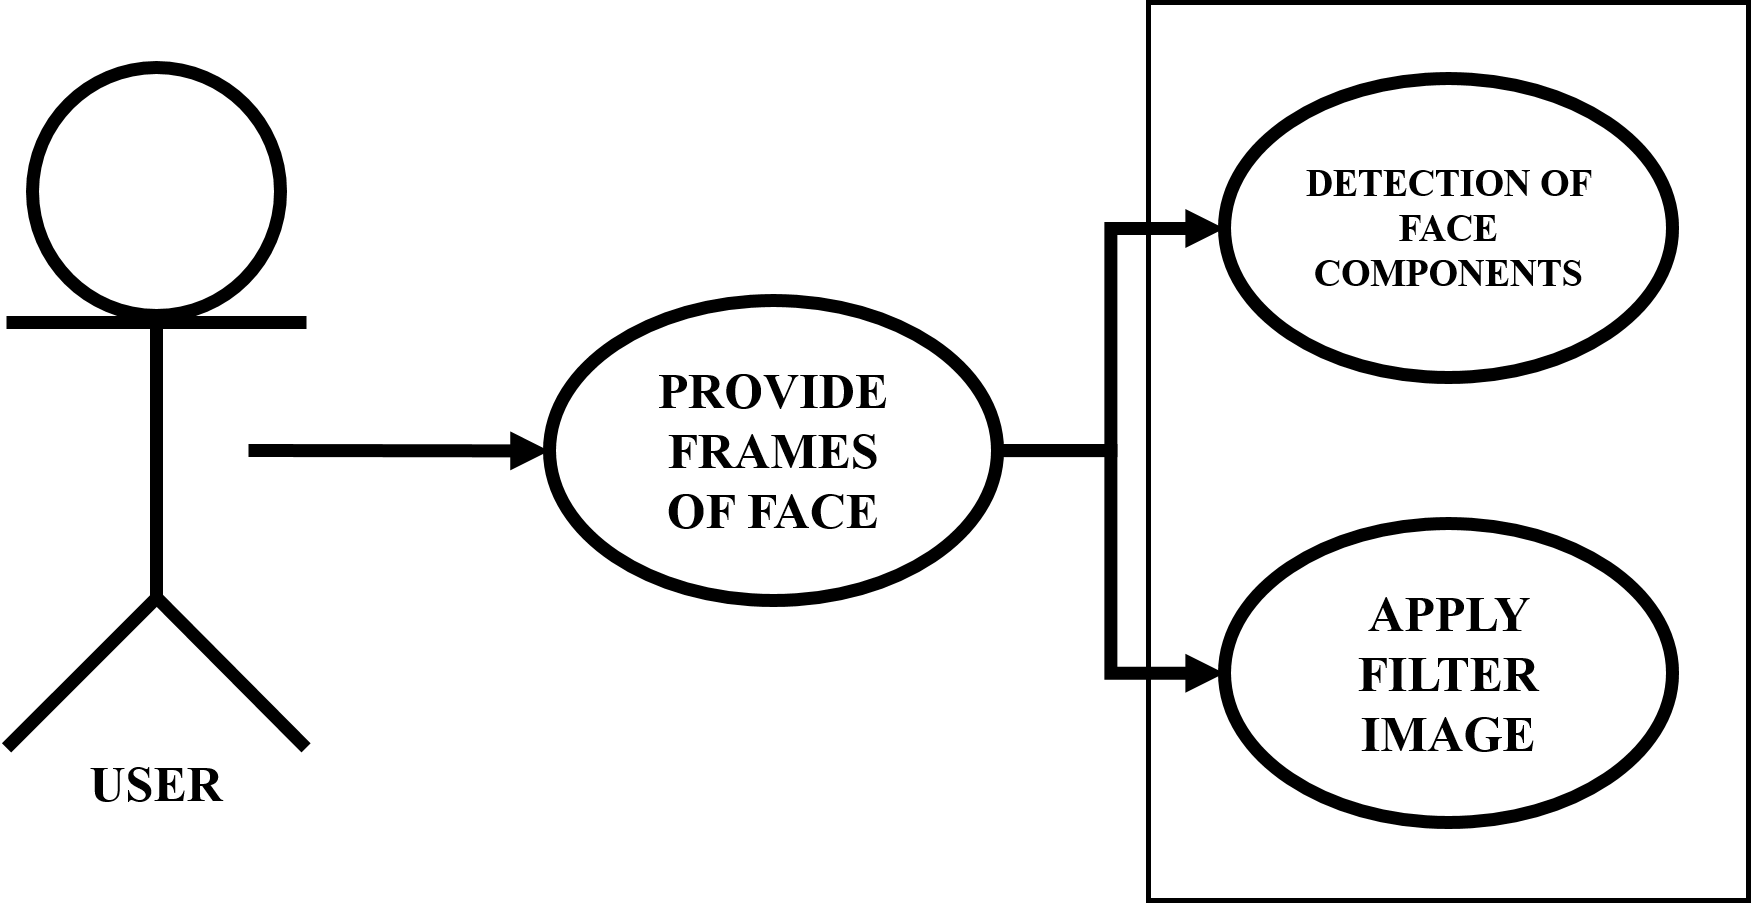 USER
PROVIDE
FRAMES
OF FACE
DETECTION OF
FACE
COMPONENTS
APPLY
FILTER
IMAGE